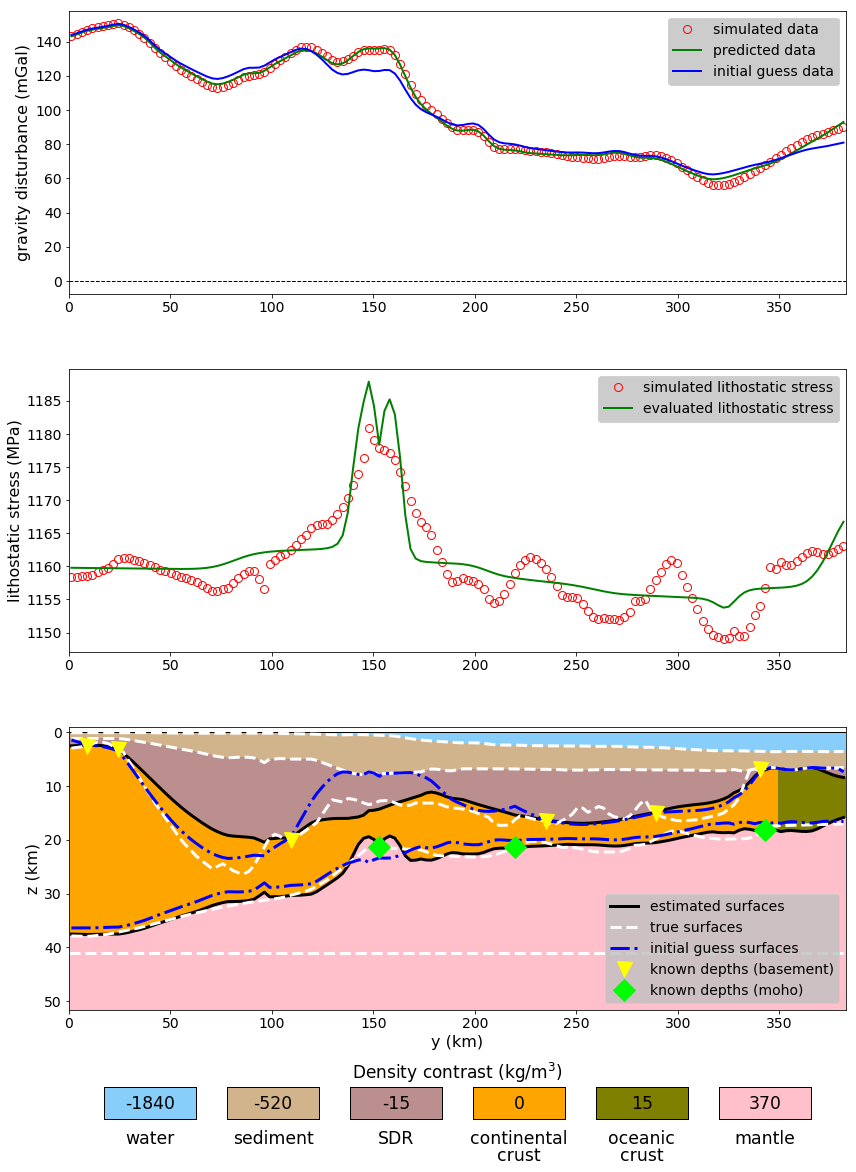 gravity disturbance (mGal)
140
120
100
80
60
40
20
0
simulated data
predicted data
initial guess data
0 50 100 150 200 250 300 350
lithostatic stress (MPa)
1185
1180
1175
1170
1165
1160
1155
1150
simulated lithostatic stress
evaluated lithostatic stress
0 50 100 150 200 250 300 350
z (km)
0
10
20
30
40
50
estimated surfaces
true surfaces
initial guess surfaces
known depths (basement)
known depths (moho)
0 50 100 150 200 250 300 350
y (km)
Density contrast (kg/m³)
-1840 -520 -15 0 15 370
water sediment SDR continental oceanic mantle
crust crust